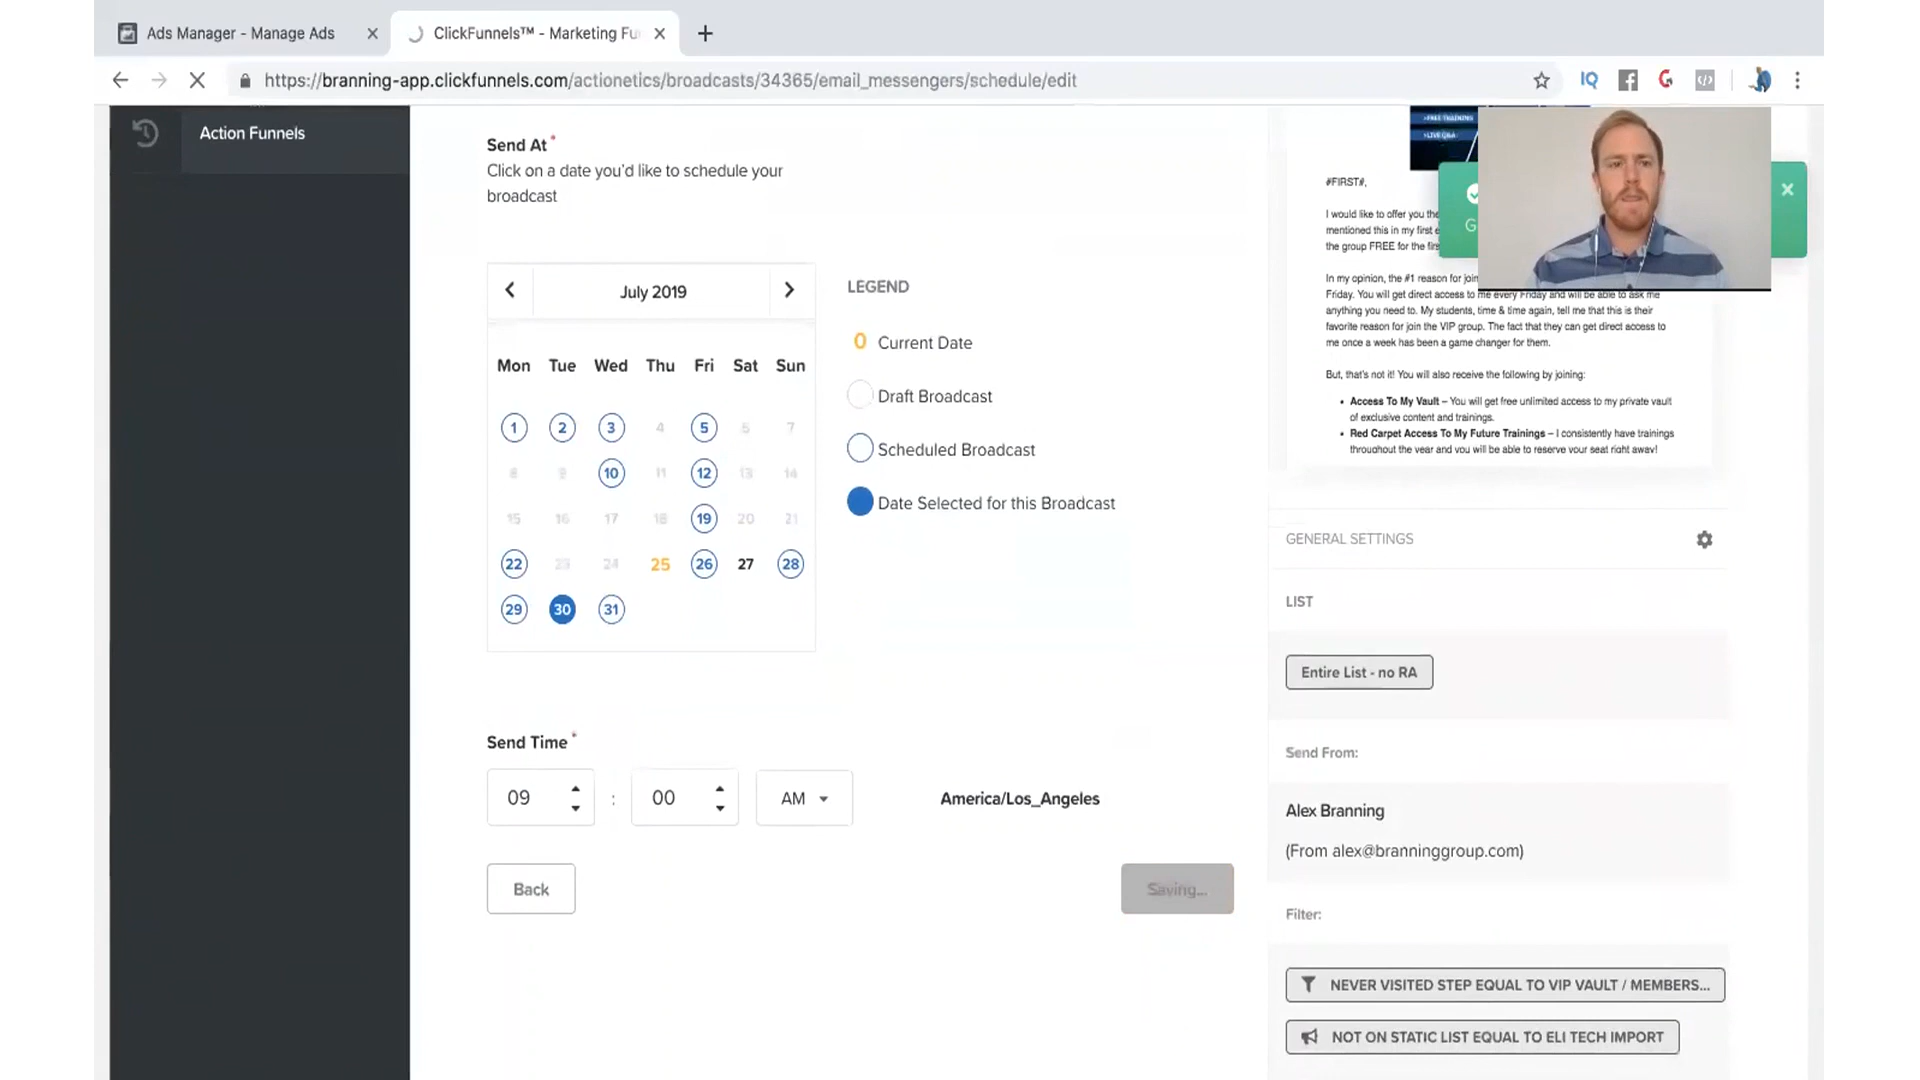 Ads Manager - Manage Ads
ClickFunnels™ - Marketing Fu
https://branning-app.clickfunnels.com/actionetics/broadcasts/34365/email_messengers/schedule/edit
IQ
Action Funnels
Send At *
Click on a date you'd like to schedule your
broadcast
July 2019
Mon Tue Wed Thu Fri Sat Sun
1 2 3 4 5 6 7
8 9 10 11 12 13 14
15 16 17 18 19 20 21
22 23 24 25 26 27 28
29 30 31
LEGEND
0 Current Date
Draft Broadcast
Scheduled Broadcast
Date Selected for this Broadcast
Send Time *
09 : 00 AM America/Los_Angeles
Back
Saving...
+FREE TRAINING
+LIVE Q&A
#FIRST#,
I would like to offer you the
mentioned this in my first e
the group FREE for the firs
G
In my opinion, the #1 reason for join
Friday. You will get direct access to me every Friday and will be able to ask me
anything you need to. My students, time & time again, tell me that this is their
favorite reason for join the VIP group. The fact that they can get direct access to
me once a week has been a game changer for them.
But, that's not it! You will also receive the following by joining:
• Access To My Vault – You will get free unlimited access to my private vault
of exclusive content and trainings.
• Red Carpet Access To My Future Trainings – I consistently have trainings
throughout the year and you will be able to reserve your seat right away!
GENERAL SETTINGS
LIST
Entire List - no RA
Send From:
Alex Branning
(From alex@branninggroup.com)
Filter:
NEVER VISITED STEP EQUAL TO VIP VAULT / MEMBERS...
NOT ON STATIC LIST EQUAL TO ELI TECH IMPORT